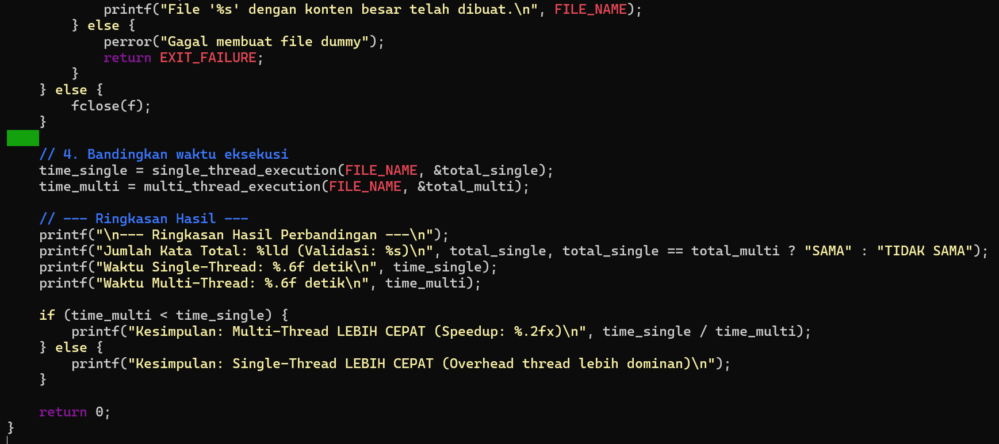 printf("File '%s' dengan konten besar telah dibuat.\n", FILE_NAME);
        } else {
            perror("Gagal membuat file dummy");
            return EXIT_FAILURE;
        }
    } else {
        fclose(f);
    }

    // 4. Bandingkan waktu eksekusi
    time_single = single_thread_execution(FILE_NAME, &total_single);
    time_multi = multi_thread_execution(FILE_NAME, &total_multi);

    // --- Ringkasan Hasil ---
    printf("\n--- Ringkasan Hasil Perbandingan ---\n");
    printf("Jumlah Kata Total: %lld (Validasi: %s)\n", total_single, total_single == total_multi ? "SAMA" : "TIDAK SAMA");
    printf("Waktu Single-Thread: %.6f detik\n", time_single);
    printf("Waktu Multi-Thread: %.6f detik\n", time_multi);

    if (time_multi < time_single) {
        printf("Kesimpulan: Multi-Thread LEBIH CEPAT (Speedup: %.2fx)\n", time_single / time_multi);
    } else {
        printf("Kesimpulan: Single-Thread LEBIH CEPAT (Overhead thread lebih dominan)\n");
    }

    return 0;
}